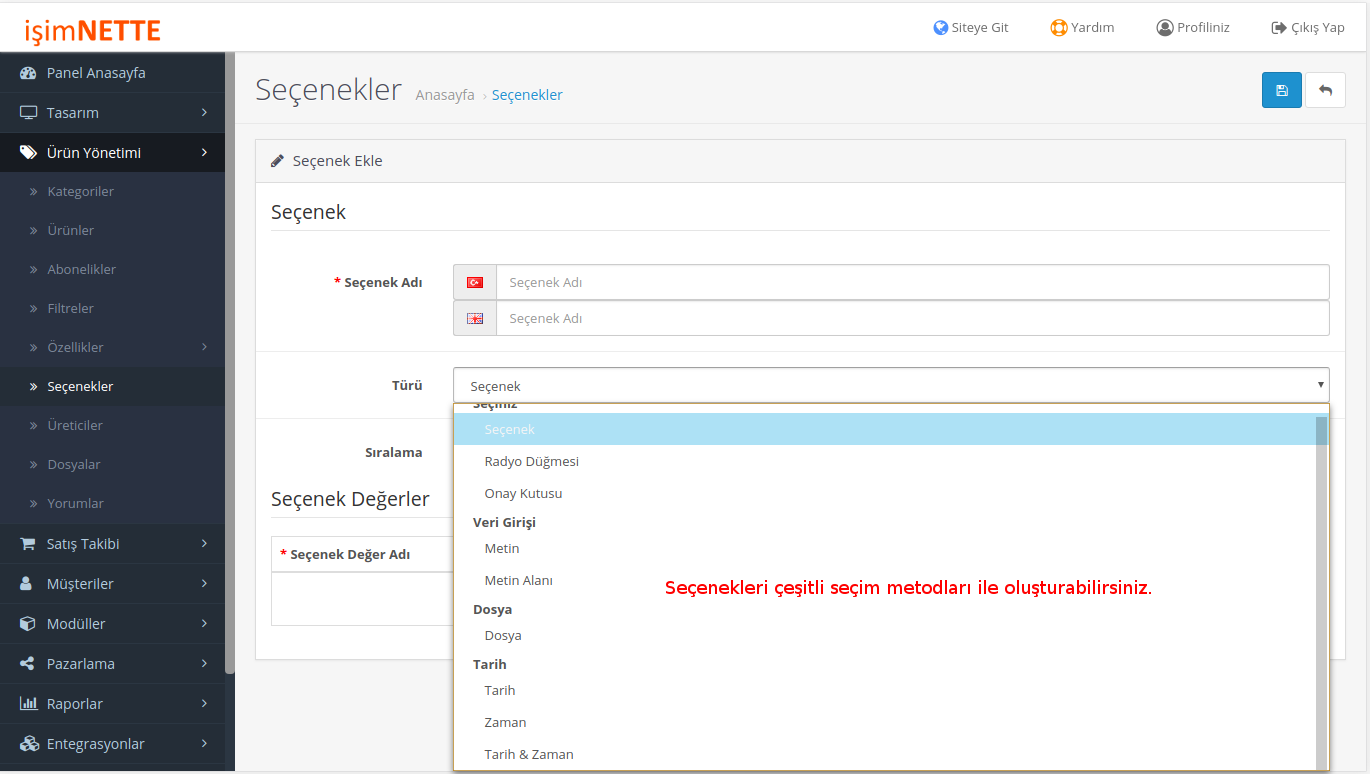 işimNETTE
Siteye Git
Yardım
Profiliniz
Çıkış Yap
Panel Anasayfa
Tasarım
Ürün Yönetimi
Kategoriler
Ürünler
Abonelikler
Filtreler
Özellikler
Seçenekler
Üreticiler
Dosyalar
Yorumlar
Satış Takibi
Müşteriler
Modüller
Pazarlama
Raporlar
Entegrasyonlar
Seçenekler
Anasayfa › Seçenekler
Seçenek Ekle
Seçenek
* Seçenek Adı
Seçenek Adı
Seçenek Adı
Türü
Seçenek
Seçiniz
Seçenek
Radyo Düğmesi
Onay Kutusu
Veri Girişi
Metin
Metin Alanı
Dosya
Dosya
Tarih
Tarih
Zaman
Tarih & Zaman
Seçenekleri çeşitli seçim metodları ile oluşturabilirsiniz.
Sıralama
Seçenek Değerler
* Seçenek Değer Adı